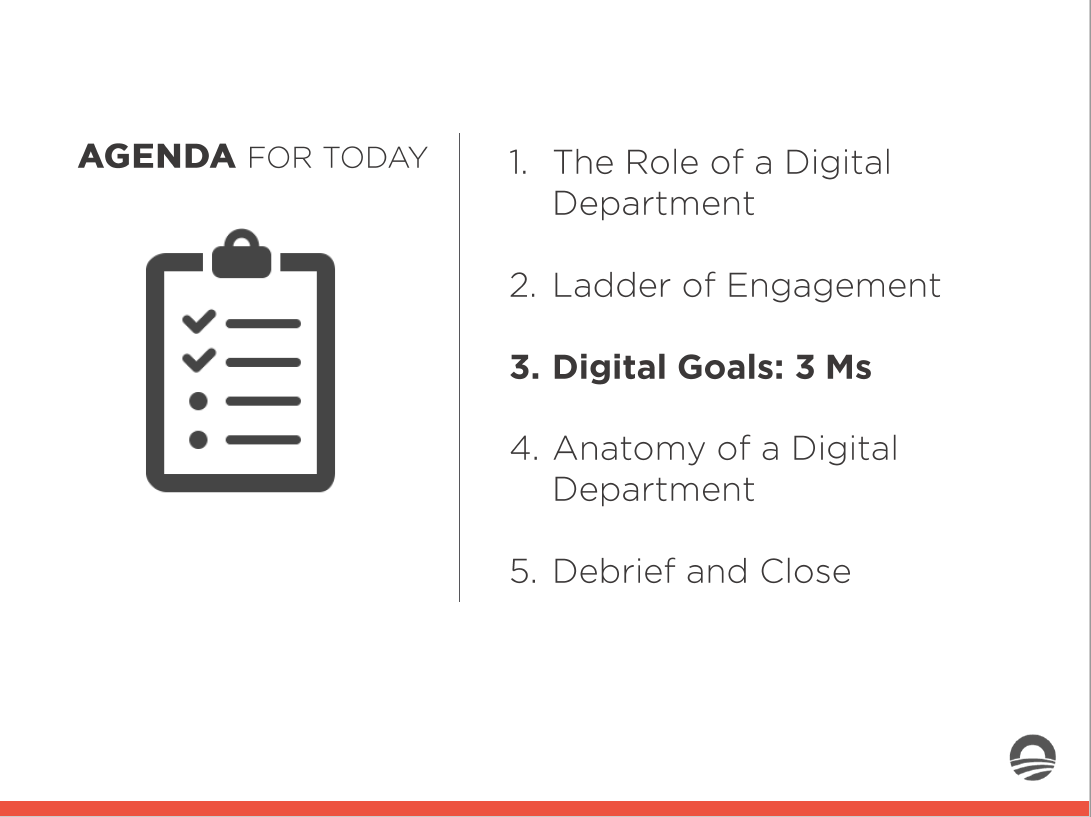 AGENDA FOR TODAY
1. The Role of a Digital
Department
2. Ladder of Engagement
3. Digital Goals: 3 Ms
4. Anatomy of a Digital
Department
5. Debrief and Close